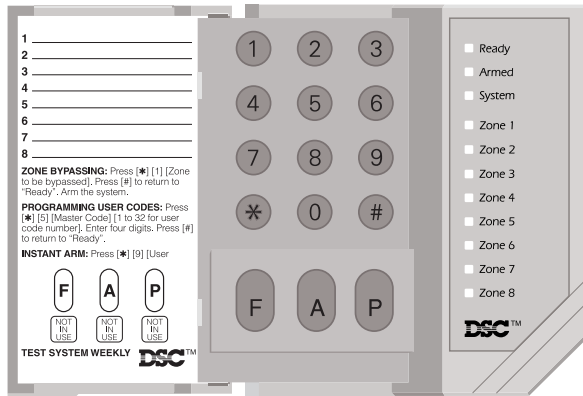 1
2
3
4
5
6
7
8
ZONE BYPASSING: Press [✱] [1] [Zone
to be bypassed]. Press [#] to return to
"Ready". Arm the system.
PROGRAMMING USER CODES: Press
[✱] [5] [Master Code] [1 to 32 for user
code number]. Enter four digits. Press [#]
to return to "Ready".
INSTANT ARM: Press [✱] [9] [User
F A P
NOT IN USE NOT IN USE NOT IN USE
TEST SYSTEM WEEKLY DSC™
1 2 3
4 5 6
7 8 9
✱ 0 #
F A P
Ready
Armed
System
Zone 1
Zone 2
Zone 3
Zone 4
Zone 5
Zone 6
Zone 7
Zone 8
DSC™